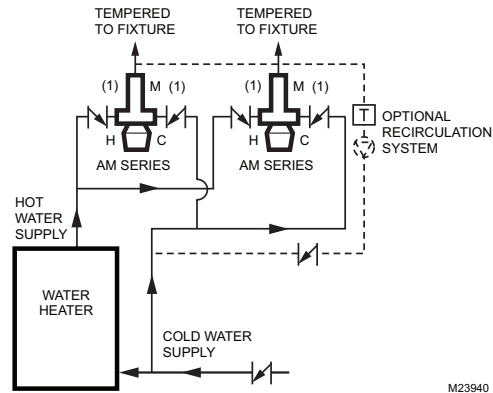 TEMPERED
TO FIXTURE
TEMPERED
TO FIXTURE
(1)
M
(1)
(1)
M
(1)
H
C
H
C
AM SERIES
AM SERIES
T
OPTIONAL
RECIRCULATION
SYSTEM
HOT
WATER
SUPPLY
WATER
HEATER
COLD WATER
SUPPLY
M23940